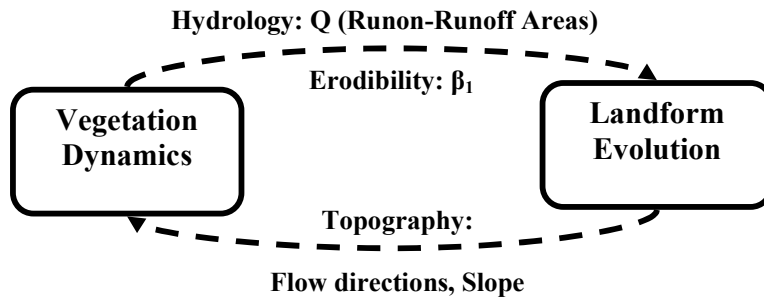 Hydrology: Q (Runon-Runoff Areas)
Erodibility: β₁
Vegetation
Dynamics
Landform
Evolution
Topography:
Flow directions, Slope